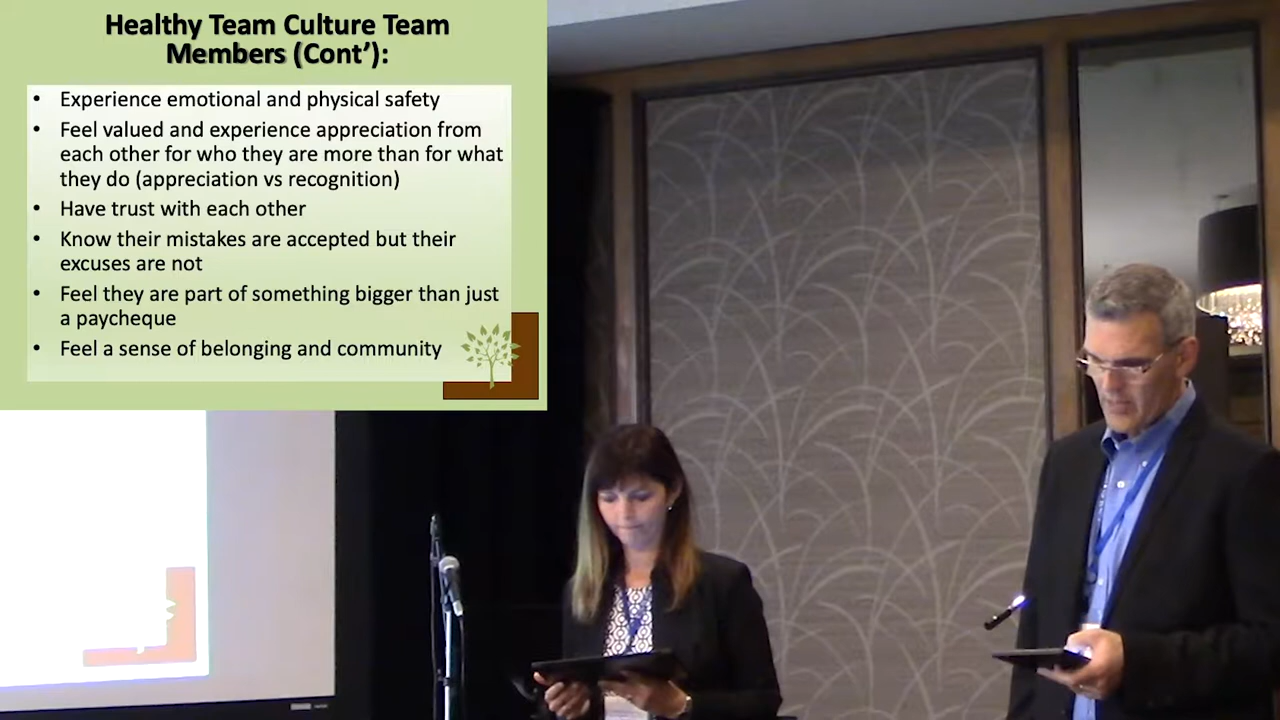 Healthy Team Culture Team
Members (Cont’):
• Experience emotional and physical safety
• Feel valued and experience appreciation from
each other for who they are more than for what
they do (appreciation vs recognition)
• Have trust with each other
• Know their mistakes are accepted but their
excuses are not
• Feel they are part of something bigger than just
a paycheque
• Feel a sense of belonging and community